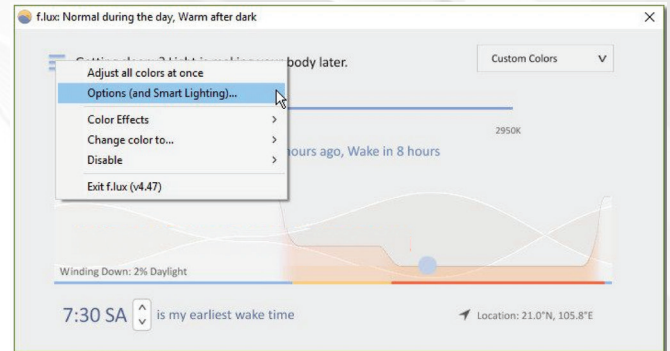 f.lux: Normal during the day, Warm after dark
body later.
Custom Colors
Adjust all colors at once
Options (and Smart Lighting)...
Color Effects
Change color to...
Disable
Exit f.lux (v4.47)
2950K
hours ago, Wake in 8 hours
Winding Down: 2% Daylight
7:30 SA is my earliest wake time
Location: 21.0°N, 105.8°E